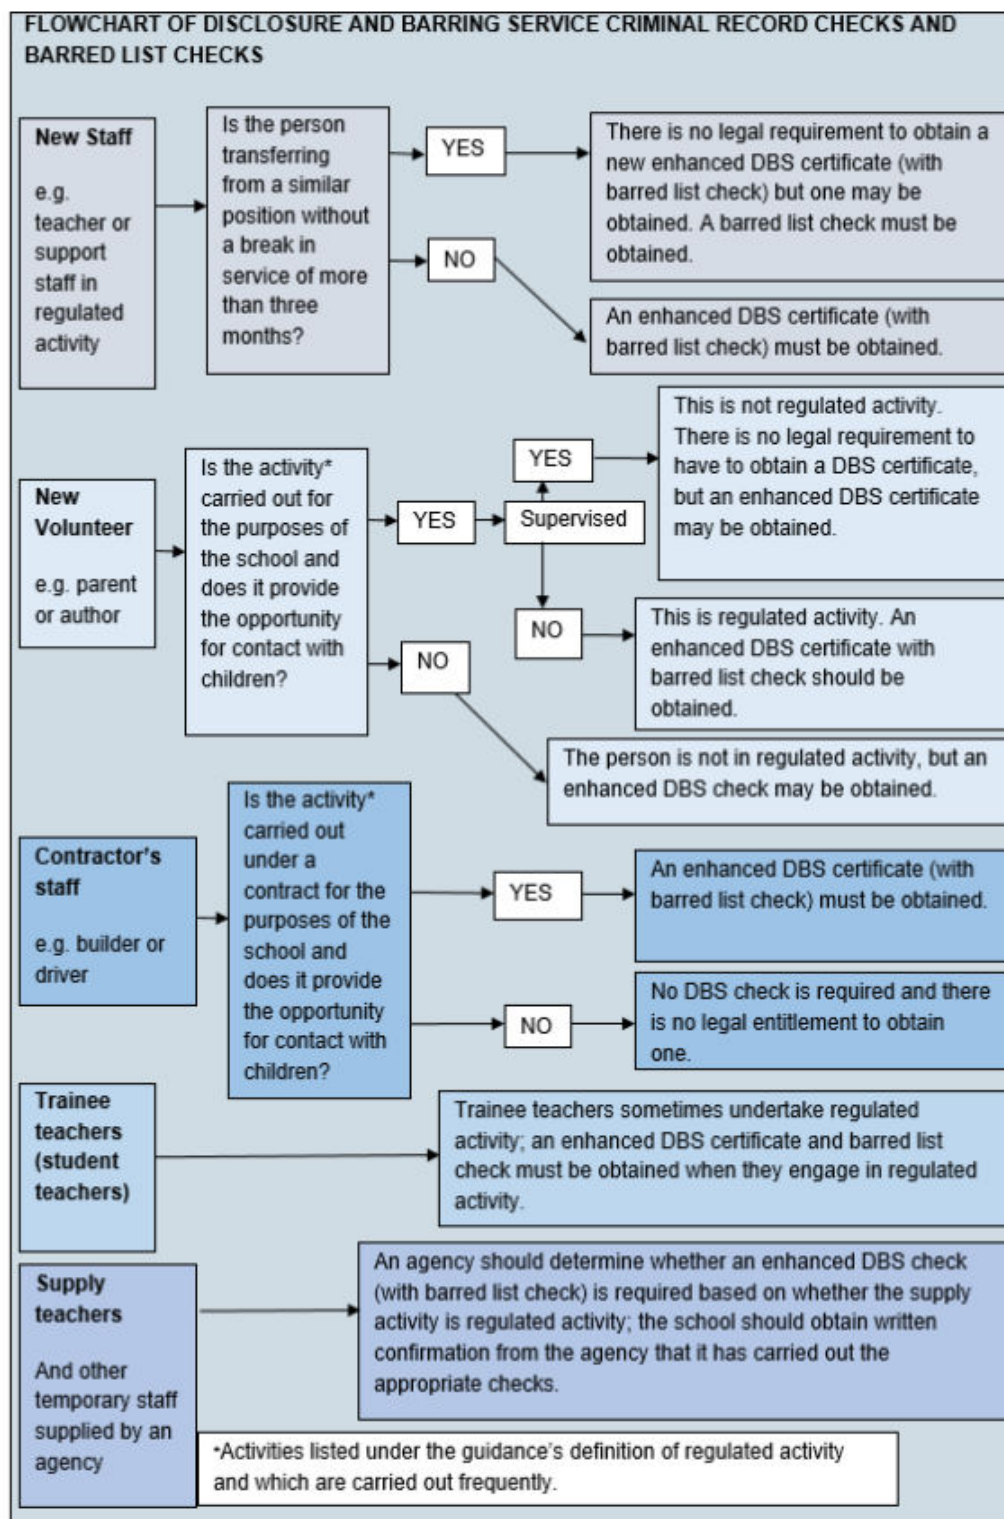 FLOWCHART OF DISCLOSURE AND BARRING SERVICE CRIMINAL RECORD CHECKS AND
BARRED LIST CHECKS
New Staff
e.g.
teacher or
support
staff in
regulated
activity
Is the person
transferring
from a similar
position without
a break in
service of more
than three
months?
YES
There is no legal requirement to obtain a
new enhanced DBS certificate (with
barred list check) but one may be
obtained. A barred list check must be
obtained.
NO
An enhanced DBS certificate (with
barred list check) must be obtained.
New
Volunteer
e.g. parent
or author
Is the activity*
carried out for
the purposes of
the school and
does it provide
the opportunity
for contact with
children?
YES
Supervised
YES
This is not regulated activity.
There is no legal requirement to
have to obtain a DBS certificate,
but an enhanced DBS certificate
may be obtained.
NO
This is regulated activity. An
enhanced DBS certificate with
barred list check should be
obtained.
NO
The person is not in regulated activity, but an
enhanced DBS check may be obtained.
Contractor's
staff
e.g. builder or
driver
Is the activity*
carried out
under a
contract for the
purposes of the
school and
does it provide
the opportunity
for contact with
children?
YES
An enhanced DBS certificate (with
barred list check) must be obtained.
NO
No DBS check is required and there
is no legal entitlement to obtain
one.
Trainee
teachers
(student
teachers)
Trainee teachers sometimes undertake regulated
activity; an enhanced DBS certificate and barred list
check must be obtained when they engage in regulated
activity.
Supply
teachers
And other
temporary staff
supplied by an
agency
An agency should determine whether an enhanced DBS check
(with barred list check) is required based on whether the supply
activity is regulated activity; the school should obtain written
confirmation from the agency that it has carried out the
appropriate checks.
*Activities listed under the guidance's definition of regulated activity
and which are carried out frequently.